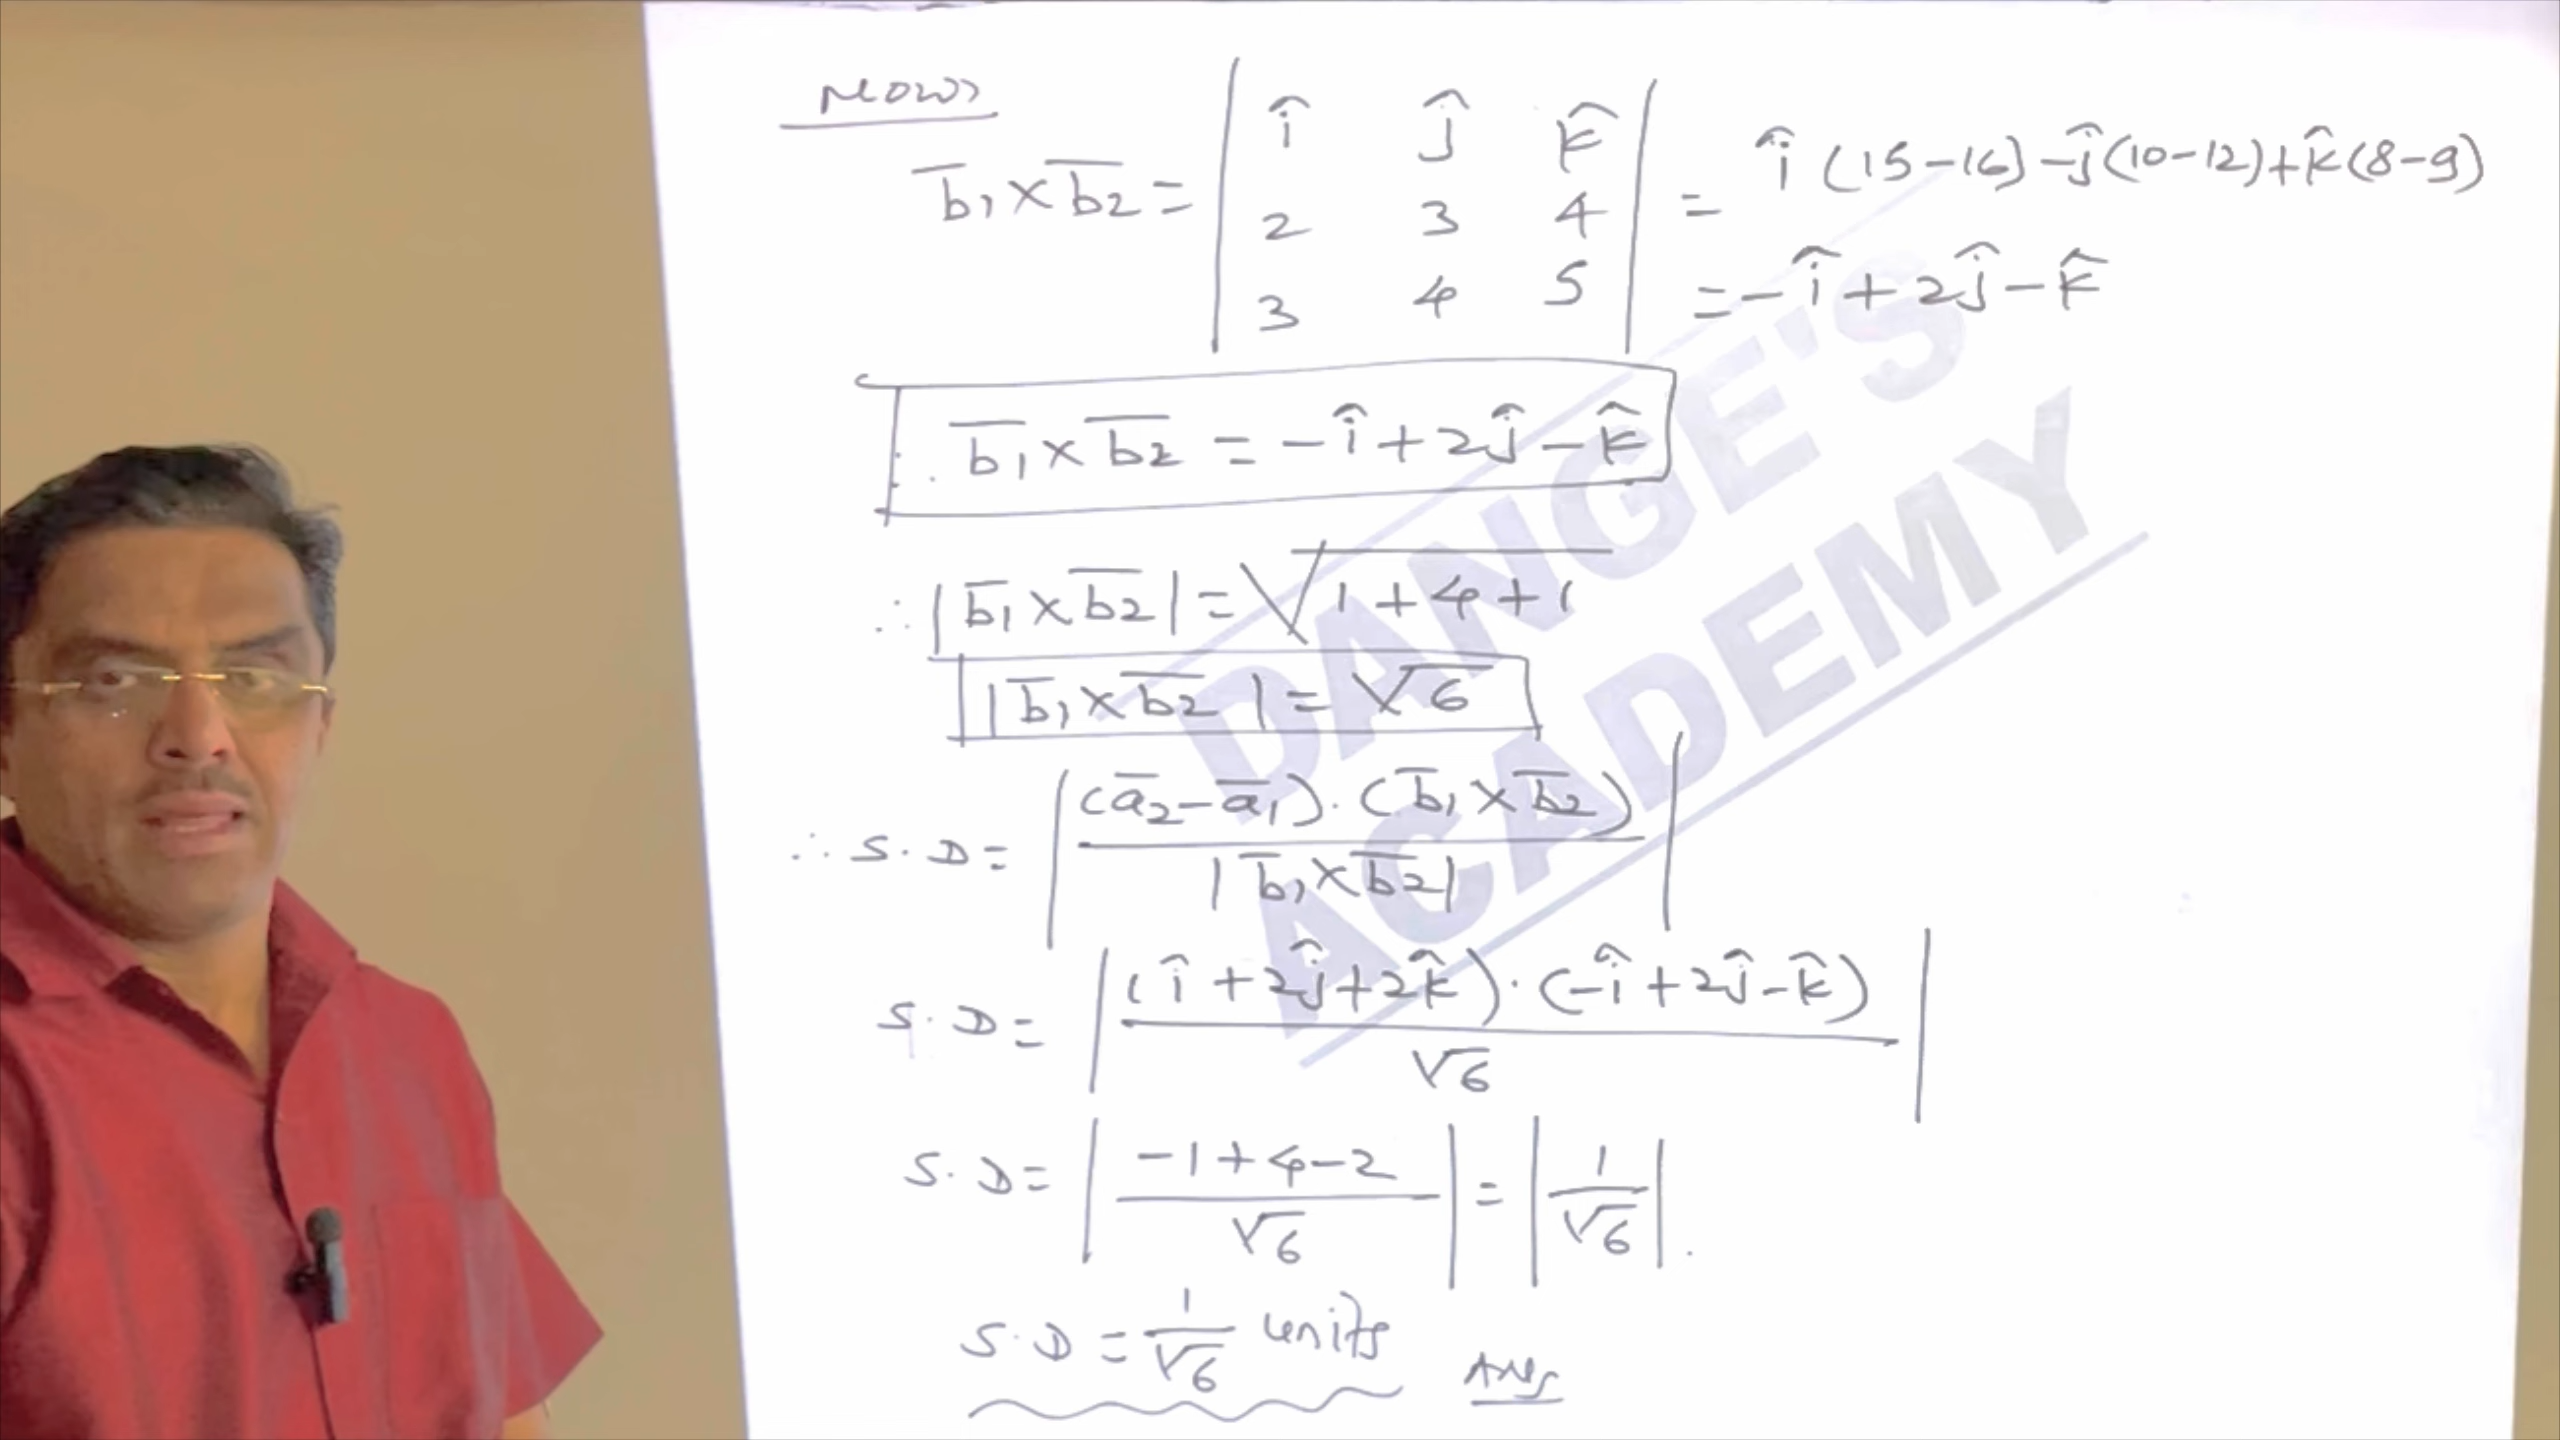 Now
b̅₁×b̅₂ = | î ĵ k̂ | = î(15-16)-ĵ(10-12)+k̂(8-9)
2 3 4
3 4 5
= -î+2ĵ-k̂
∴ b̅₁×b̅₂ = -î+2ĵ-k̂
∴ |b̅₁×b̅₂| = √1+4+1
|b̅₁×b̅₂| = √6
∴ S.D = | (a̅₂-a̅₁).(b̅₁×b̅₂) / |b̅₁×b̅₂| |
S.D = | (î+2ĵ+2k̂).(-î+2ĵ-k̂) / √6 |
S.D = | -1+4-2 / √6 | = | 1/√6 |.
S.D = 1/√6 units Ans
DANGE'S
ACADEMY